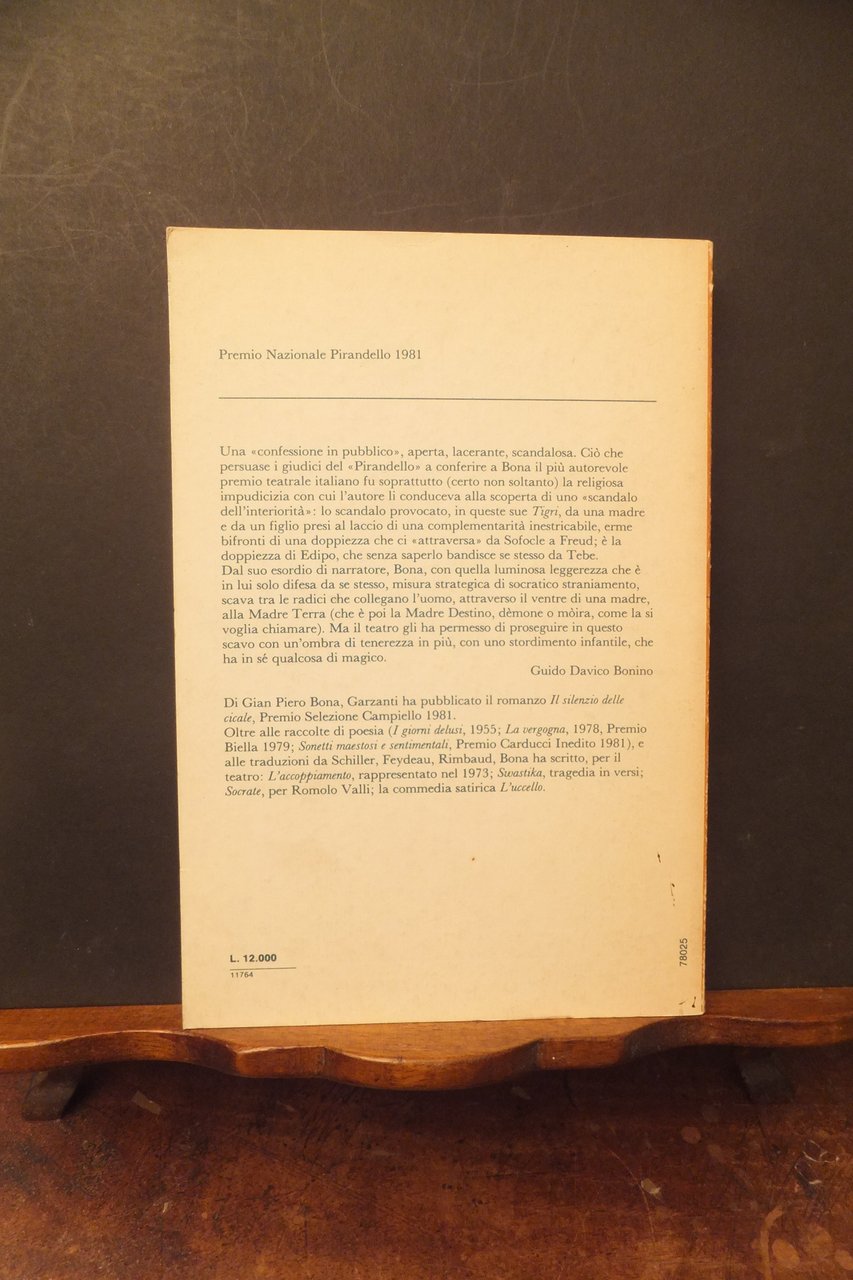 Premio Nazionale Pirandello 1981
Una «confessione in pubblico», aperta, lacerante, scandalosa. Ciò che
persuase i giudici del «Pirandello» a conferire a Bona il più autorevole
premio teatrale italiano fu soprattutto (certo non soltanto) la religiosa
impudicizia con cui l'autore li conduceva alla scoperta di uno «scandalo
dell'interiorità»: lo scandalo provocato, in queste sue Tigri, da una madre
e da un figlio presi al laccio di una complementarità inestricabile, erme
bifronti di una doppiezza che ci «attraversa» da Sofocle a Freud; è la
doppiezza di Edipo, che senza saperlo bandisce se stesso da Tebe.
Dal suo esordio di narratore, Bona, con quella luminosa leggerezza che è
in lui solo difesa da se stesso, misura strategica di socratico straniamento,
scava tra le radici che collegano l'uomo, attraverso il ventre di una madre,
alla Madre Terra (che è poi la Madre Destino, dèmone o mòira, come la si
voglia chiamare). Ma il teatro gli ha permesso di proseguire in questo
scavo con un'ombra di tenerezza in più, con uno stordimento infantile, che
ha in sé qualcosa di magico.
Guido Davico Bonino
Di Gian Piero Bona, Garzanti ha pubblicato il romanzo Il silenzio delle
cicale, Premio Selezione Campiello 1981.
Oltre alle raccolte di poesia (I giorni delusi, 1955; La vergogna, 1978, Premio
Biella 1979; Sonetti maestosi e sentimentali, Premio Carducci Inedito 1981), e
alle traduzioni da Schiller, Feydeau, Rimbaud, Bona ha scritto, per il
teatro: L'accoppiamento, rappresentato nel 1973; Swastika, tragedia in versi;
Socrate, per Romolo Valli; la commedia satirica L'uccello.
L. 12.000
11764
78025